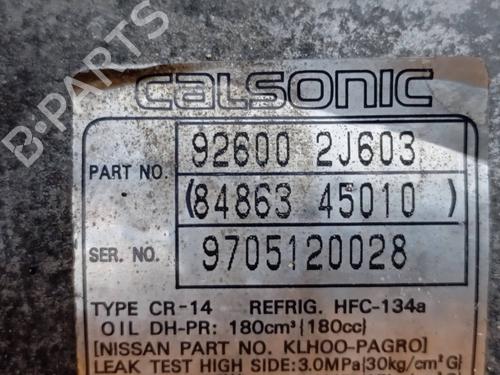 CALSONIC
PART NO. 92600 2J603
(84863 45010 )
SER. NO. 9705120028
TYPE CR-14 REFRIG. HFC-134a
OIL DH-PR: 180cm³{180cc}
[NISSAN PART NO. KLHOO-PAGRO]
LEAK TEST HIGH SIDE:3.0MPa{30kg/cm²G}
B-PARTS